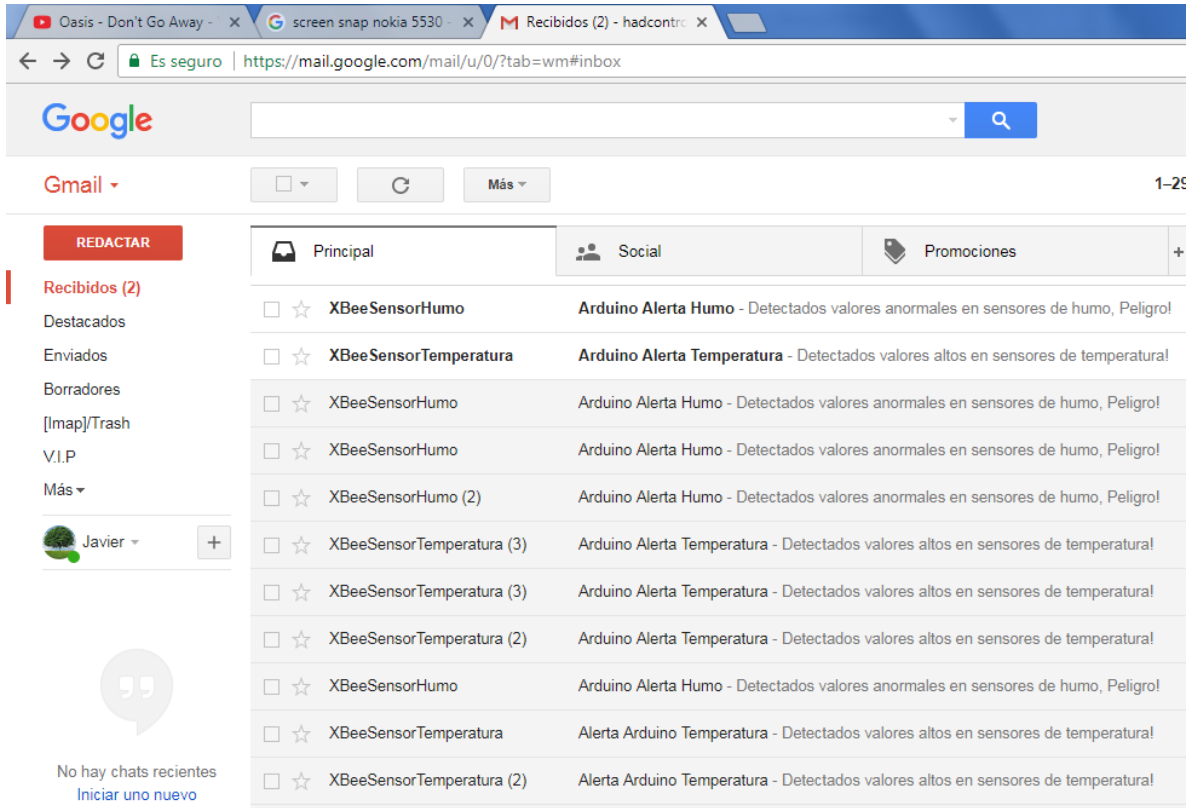 Oasis - Don't Go Away -
screen snap nokia 5530 -
Recibidos (2) - hadcontro
Es seguro https://mail.google.com/mail/u/0/?tab=wm#inbox
Google
Gmail
Más
1–29
REDACTAR
Principal
Social
Promociones
+
Recibidos (2)
Destacados
Enviados
Borradores
[Imap]/Trash
V.I.P
Más
Javier
+
No hay chats recientes
Iniciar uno nuevo
XBeeSensorHumo Arduino Alerta Humo - Detectados valores anormales en sensores de humo, Peligro!
XBeeSensorTemperatura Arduino Alerta Temperatura - Detectados valores altos en sensores de temperatura!
XBeeSensorHumo Arduino Alerta Humo - Detectados valores anormales en sensores de humo, Peligro!
XBeeSensorHumo Arduino Alerta Humo - Detectados valores anormales en sensores de humo, Peligro!
XBeeSensorHumo (2) Arduino Alerta Humo - Detectados valores anormales en sensores de humo, Peligro!
XBeeSensorTemperatura (3) Arduino Alerta Temperatura - Detectados valores altos en sensores de temperatura!
XBeeSensorTemperatura (3) Arduino Alerta Temperatura - Detectados valores altos en sensores de temperatura!
XBeeSensorTemperatura (2) Arduino Alerta Temperatura - Detectados valores altos en sensores de temperatura!
XBeeSensorHumo Arduino Alerta Humo - Detectados valores anormales en sensores de humo, Peligro!
XBeeSensorTemperatura Alerta Arduino Temperatura - Detectados valores altos en sensores de temperatura!
XBeeSensorTemperatura (2) Alerta Arduino Temperatura - Detectados valores altos en sensores de temperatura!